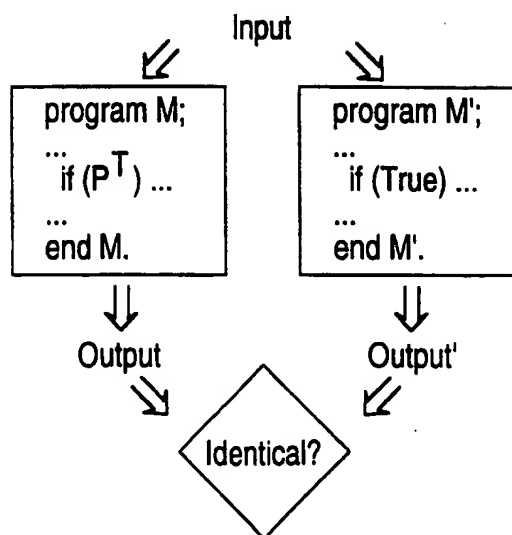 Input
program M;
...
if (P^T) ...
...
end M.
program M';
...
if (True) ...
...
end M'.
Output
Output'
Identical?